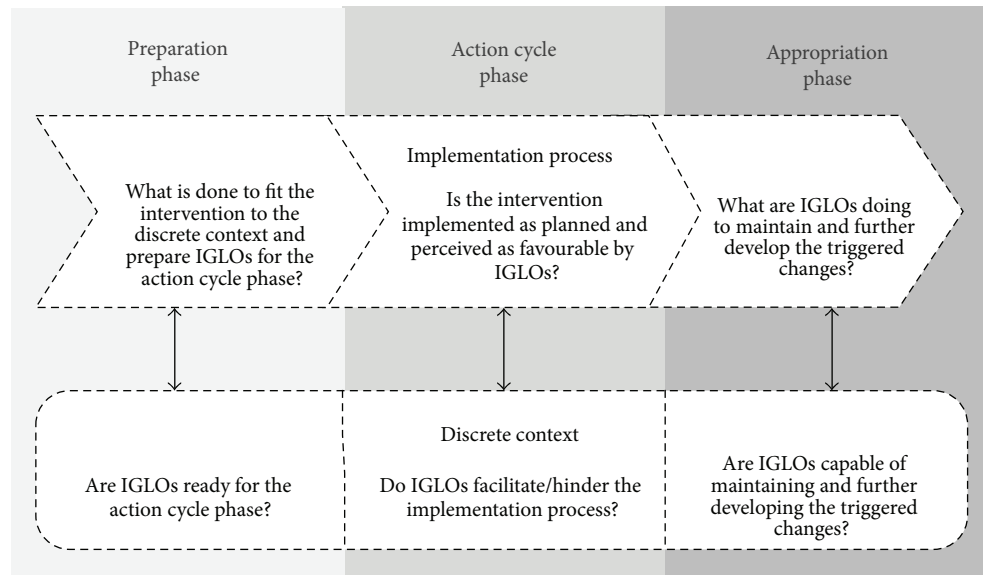 Preparation
phase
Action cycle
phase
Appropriation
phase
Implementation process
What is done to fit the
intervention to the
discrete context and
prepare IGLOs for the
action cycle phase?
Is the intervention
implemented as planned and
perceived as favourable by
IGLOs?
What are IGLOs doing
to maintain and further
develop the triggered
changes?
Discrete context
Are IGLOs ready for the
action cycle phase?
Do IGLOs facilitate/hinder the
implementation process?
Are IGLOs capable of
maintaining and further
developing the triggered
changes?